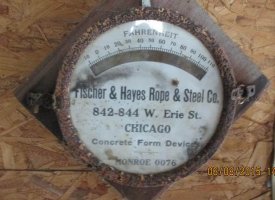 FAHRENHEIT
Fischer & Hayes Rope & Steel Co.
842-844 W. Erie St.
CHICAGO
Concrete Form Devices
MONROE 0076